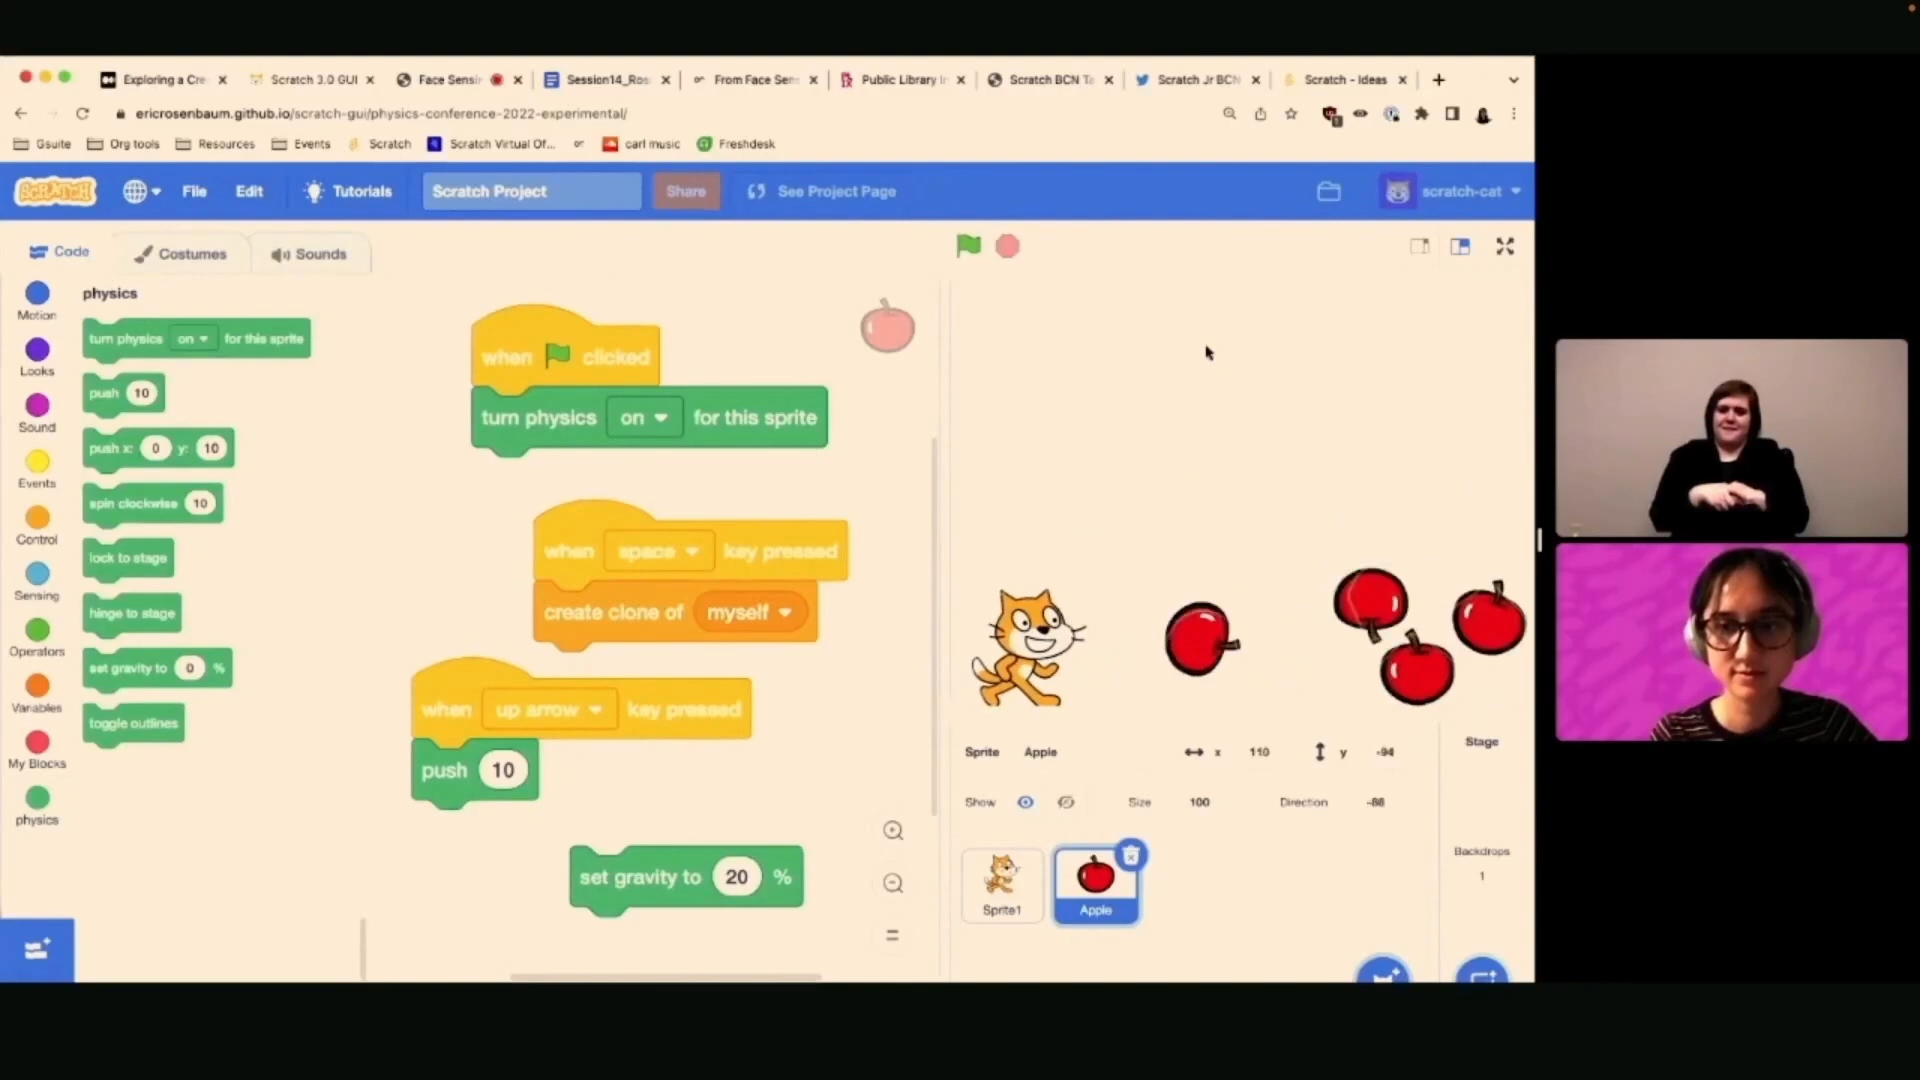 Exploring a Cre
Scratch 3.0 GUI
Face Sensin
Session14_Ros
From Face Sens
Public Library In
Scratch BCN Ta
Scratch Jr BCN
Scratch - Ideas
ericrosenbaum.github.io/scratch-gui/physics-conference-2022-experimental/
Gsuite
Org tools
Resources
Events
Scratch
Scratch Virtual Of...
carl music
Freshdesk
SCRATCH
File
Edit
Tutorials
Scratch Project
Share
See Project Page
scratch-cat
Code
Costumes
Sounds
Motion
Looks
Sound
Events
Control
Sensing
Operators
Variables
My Blocks
physics
physics
turn physics on for this sprite
push 10
push x: 0 y: 10
spin clockwise 10
lock to stage
hinge to stage
set gravity to 0 %
toggle outlines
when clicked
turn physics on for this sprite
when space key pressed
create clone of myself
when up arrow key pressed
push 10
set gravity to 20 %
Sprite Apple x 110 y -94
Show Size 100 Direction -88
Sprite1
Apple
Stage
Backdrops
1